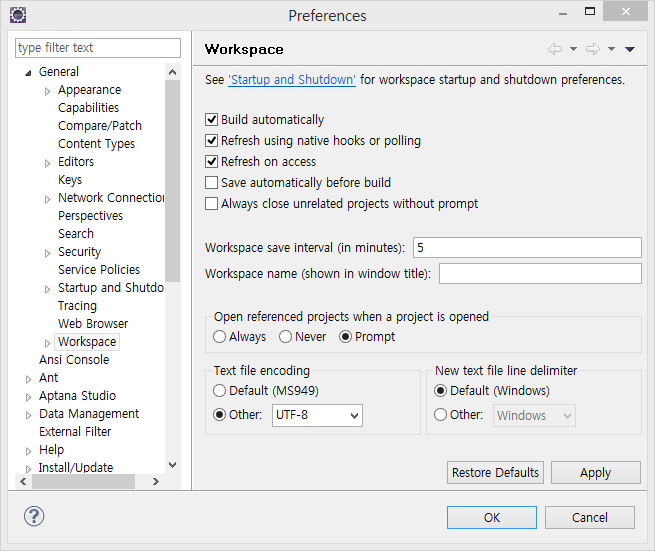 Preferences
type filter text
General
Appearance
Capabilities
Compare/Patch
Content Types
Editors
Keys
Network Connection
Perspectives
Search
Security
Service Policies
Startup and Shutdo
Tracing
Web Browser
Workspace
Ansi Console
Ant
Aptana Studio
Data Management
External Filter
Help
Install/Update
Workspace
See 'Startup and Shutdown' for workspace startup and shutdown preferences.
Build automatically
Refresh using native hooks or polling
Refresh on access
Save automatically before build
Always close unrelated projects without prompt
Workspace save interval (in minutes): 5
Workspace name (shown in window title):
Open referenced projects when a project is opened
Always Never Prompt
Text file encoding
Default (MS949)
Other: UTF-8
New text file line delimiter
Default (Windows)
Other: Windows
Restore Defaults Apply
? OK Cancel